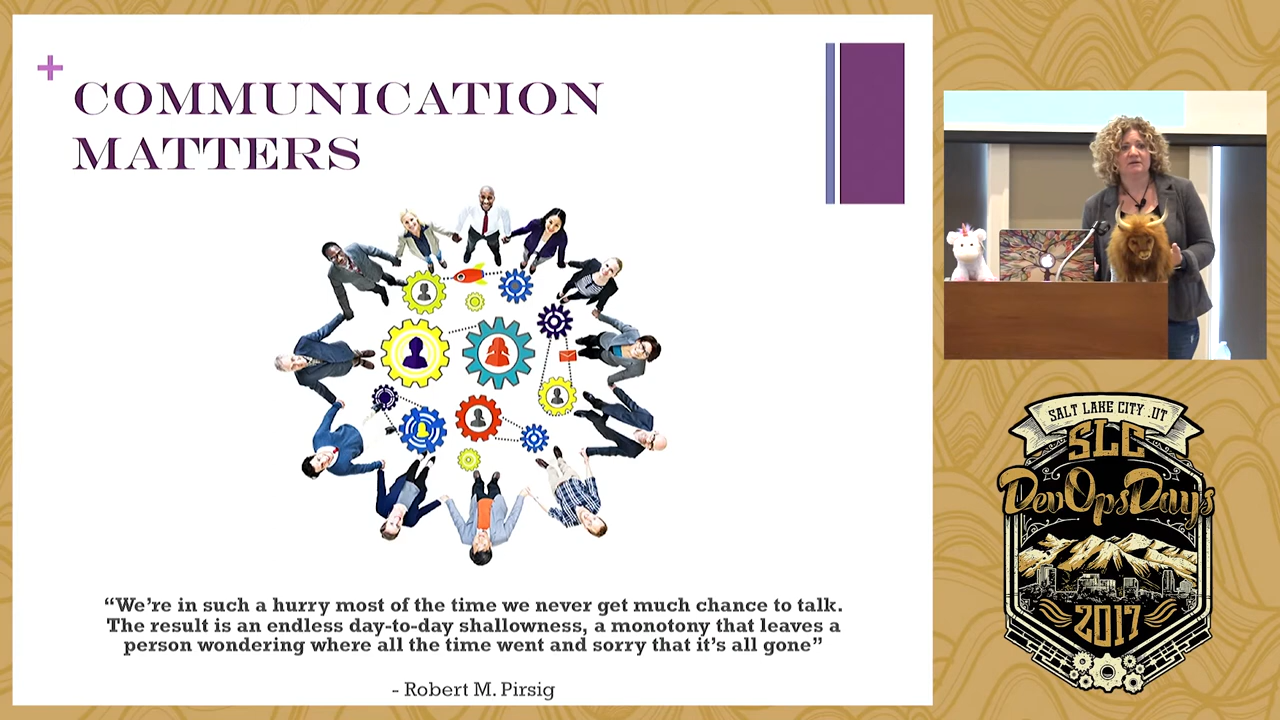 +
COMMUNICATION
MATTERS
“We’re in such a hurry most of the time we never get much chance to talk.
The result is an endless day-to-day shallowness, a monotony that leaves a
person wondering where all the time went and sorry that it’s all gone”
- Robert M. Pirsig
SALT LAKE CITY .UT
SLC
DevOpsDays
2017